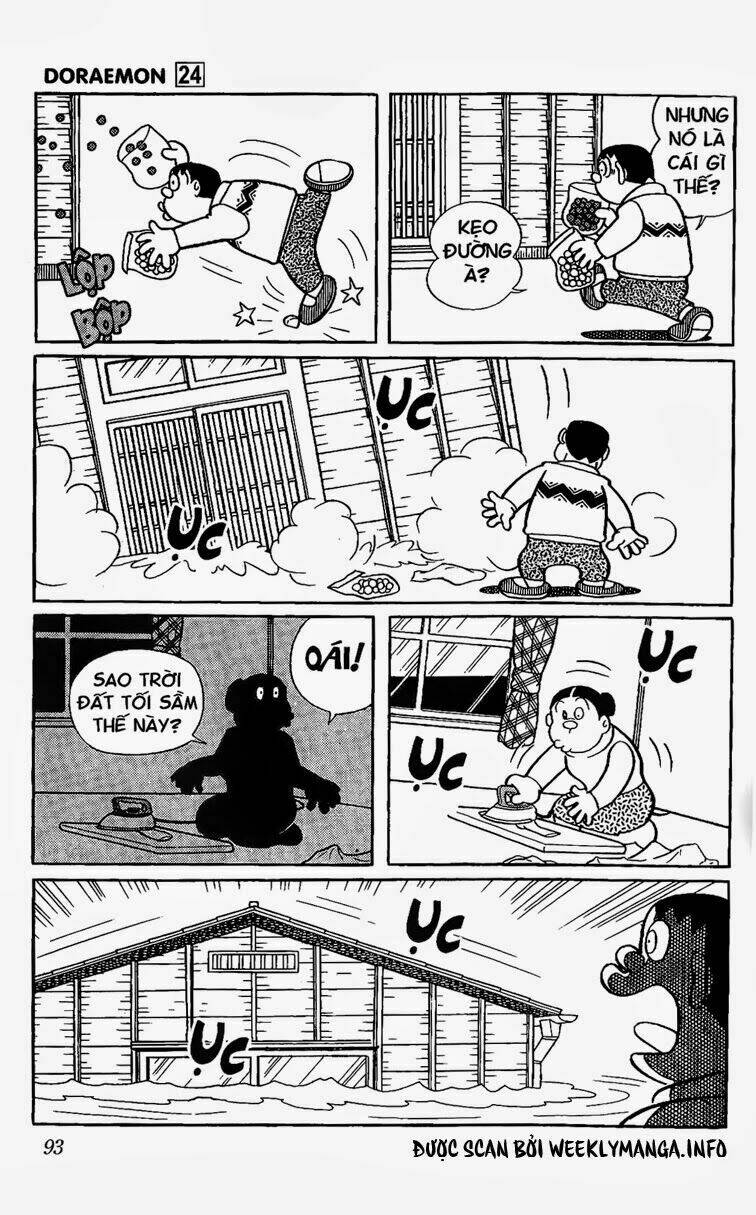 DORAEMON 24
NHƯNG
NÓ LÀ
CÁI GÌ
THẾ?
KẸO
ĐƯỜNG
À?
LỘP
BỘP
ỤC
ỤC
SAO TRỜI
ĐẤT TỐI SẦM
THẾ NÀY?
OÁI!
ỤC
ỤC
ỤC
ỤC
93
ĐƯỢC SCAN BỞI WEEKLYMANGA.INFO